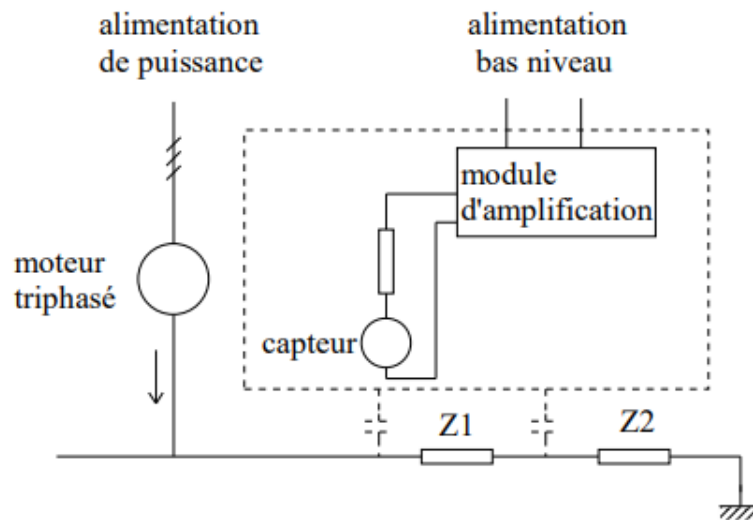 alimentation
de puissance
alimentation
bas niveau
module
d'amplification
moteur
triphasé
capteur
Z1
Z2